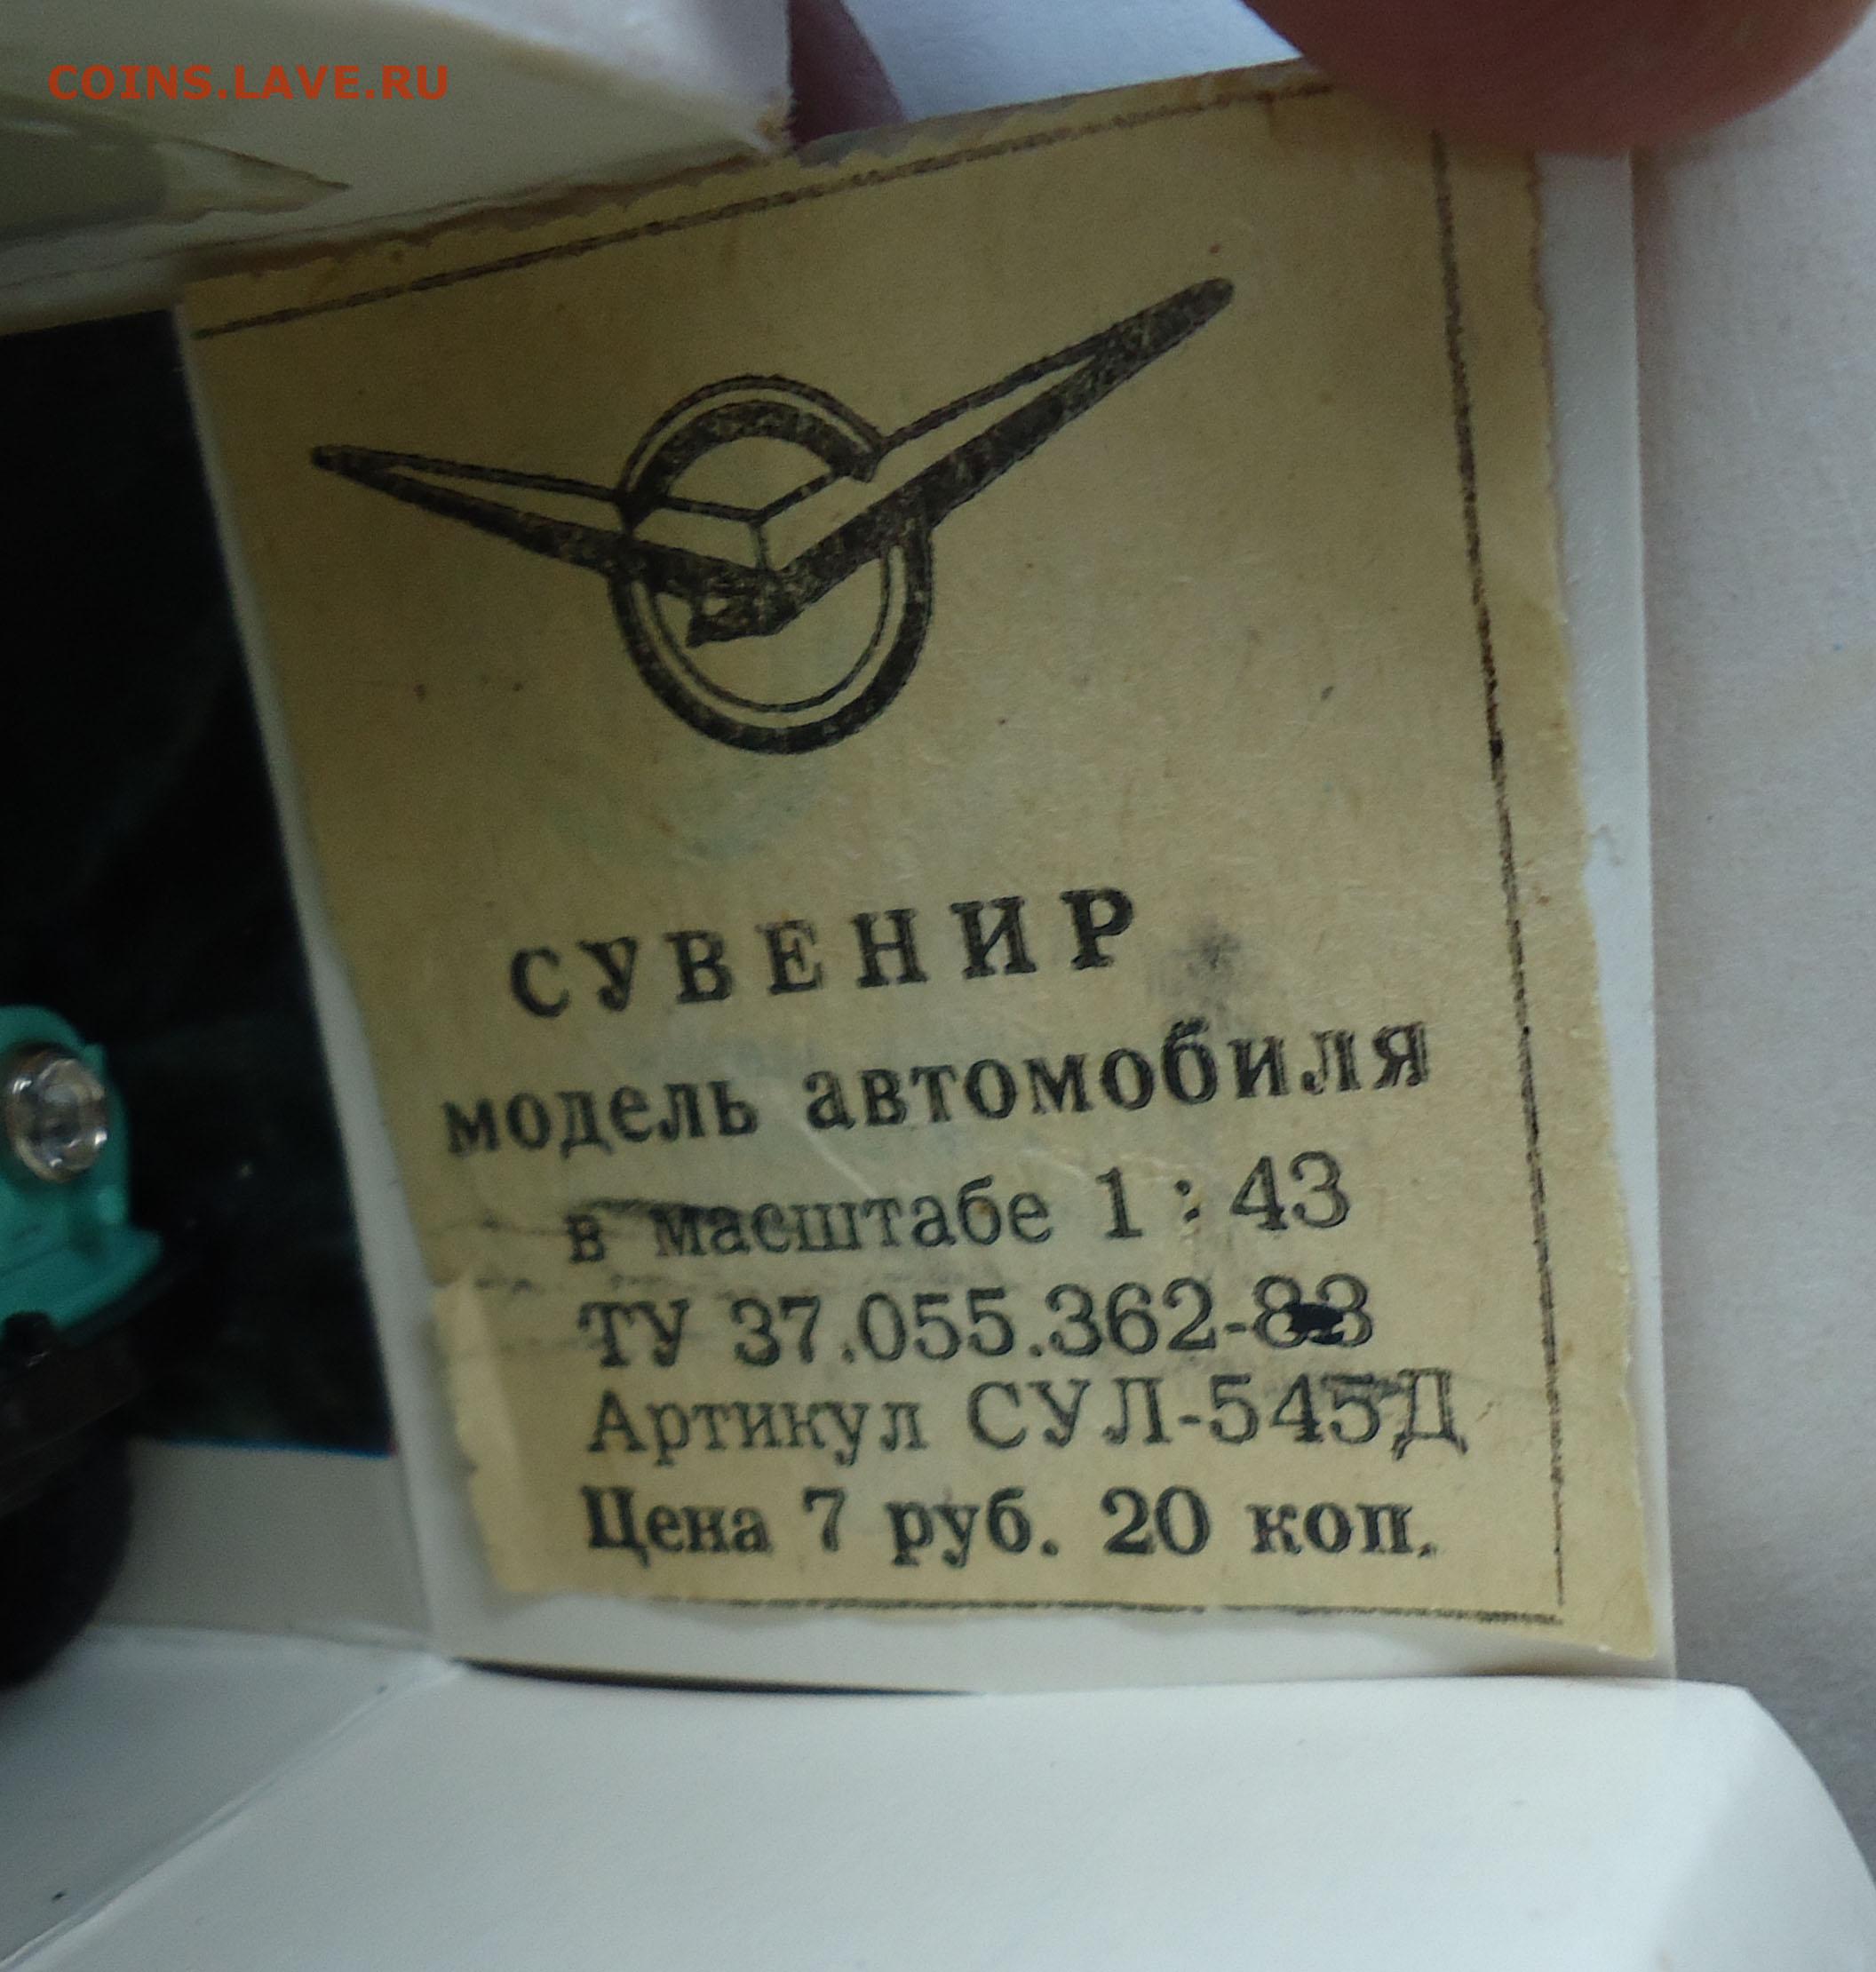 COINS.LAVE.RU
СУВЕНИР
модель автомобиля
в масштабе 1 : 43
ТУ 37.055.362-83
Артикул СУЛ-545Д
Цена 7 руб. 20 коп.